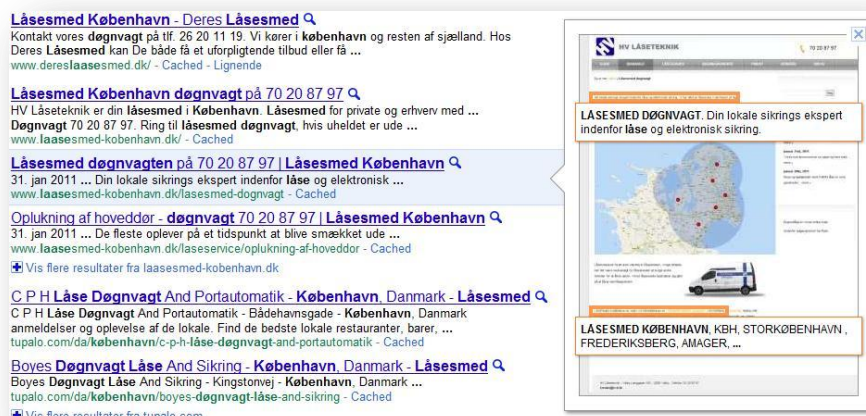 Låsesmed København - Deres Låsesmed
Kontakt vores døgnvagt på tlf. 26 20 11 19. Vi kører i københavn og resten af sjælland. Hos
Deres Låsesmed kan De både få et uforpligtende tilbud eller få ...
www.dereslaasesmed.dk/ - Cached - Lignende
Låsesmed København døgnvagt på 70 20 87 97
HV Låseteknik er din låsesmed i København. Låsesmed for private og erhverv med ...
Døgnvagt 70 20 87 97. Ring til låsesmed døgnvagt, hvis uheldet er ude ...
www.laasesmed-kobenhavn.dk/ - Cached
Låsesmed døgnvagten på 70 20 87 97 | Låsesmed København
31. jan 2011 ... Din lokale sikrings ekspert indenfor låse og elektronisk ...
www.laasesmed-kobenhavn.dk/lasesmed-dognvagt - Cached
Oplukning af hoveddør - døgnvagt 70 20 87 97 | Låsesmed København
31. jan 2011 ... De fleste oplever på et tidspunkt at blive smækket ude ...
www.laasesmed-kobenhavn.dk/laseservice/oplukning-af-hoveddor - Cached
Vis flere resultater fra laasesmed-kobenhavn.dk
C P H Låse Døgnvagt And Portautomatik - København, Danmark - Låsesmed
C P H Låse Døgnvagt And Portautomatik - Bådehavnsgade - København, Danmark
anmeldelser og oplevelse af de lokale. Find de bedste lokale restauranter, barer, ...
tupalo.com/da/københavn/c-p-h-låse-døgnvagt-and-portautomatik - Cached
Boyes Døgnvagt Låse And Sikring - København, Danmark - Låsesmed
Boyes Døgnvagt Låse And Sikring - Kingstonvej - København, Danmark ...
tupalo.com/da/københavn/boyes-døgnvagt-låse-and-sikring - Cached
Vis flere resultater fra tupalo.com
HV LÅSETEKNIK
70 20 87 97
LÅSESMED DØGNVAGT. Din lokale sikrings ekspert
indenfor låse og elektronisk sikring.
LÅSESMED KØBENHAVN, KBH, STORKØBENHAVN ,
FREDERIKSBERG, AMAGER, ...